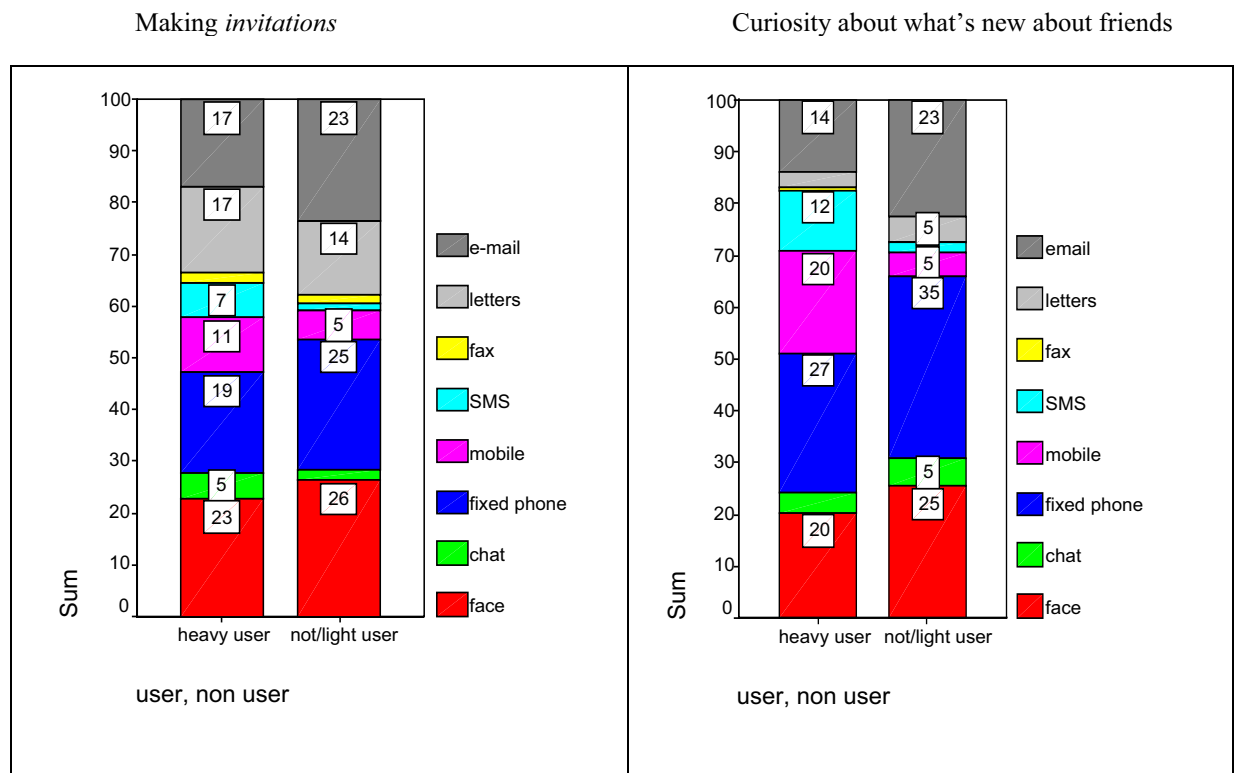 Making invitations
Curiosity about what's new about friends
100
90
80
70
60
50
40
30
20
10
0
Sum
17
17
7
11
19
5
23
23
14
5
25
26
heavy user
not/light user
e-mail
letters
fax
SMS
mobile
fixed phone
chat
face
user, non user
100
90
80
70
60
50
40
30
20
10
0
Sum
14
12
20
27
20
23
5
5
35
5
25
heavy user
not/light user
email
letters
fax
SMS
mobile
fixed phone
chat
face
user, non user